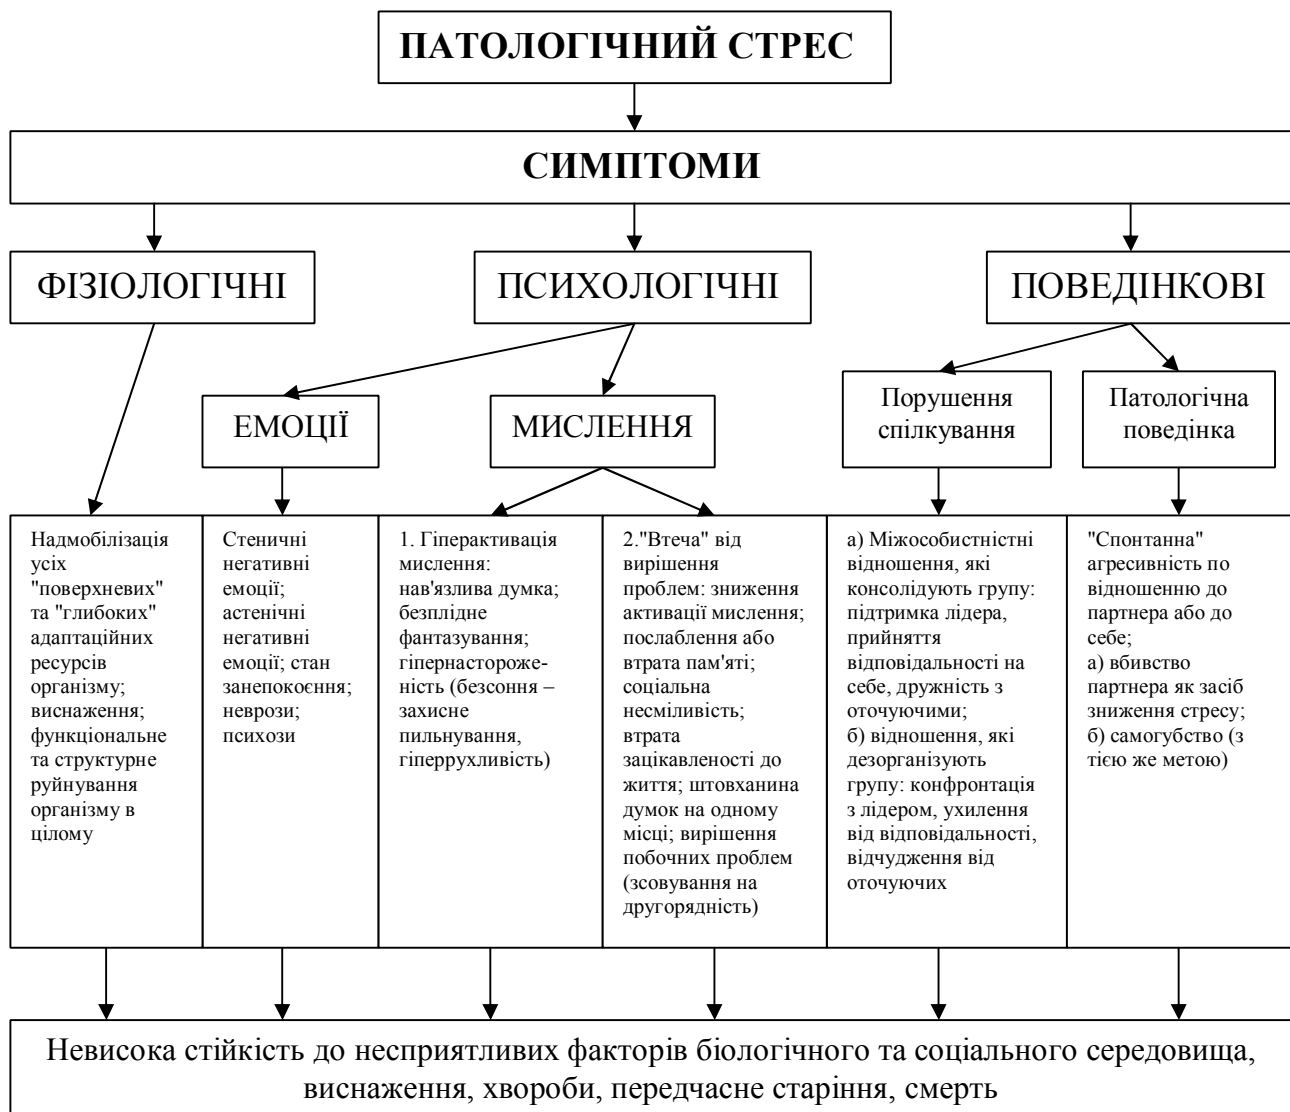 ПАТОЛОГІЧНИЙ СТРЕС
СИМПТОМИ
ФІЗІОЛОГІЧНІ
ПСИХОЛОГІЧНІ
ПОВЕДІНКОВІ
ЕМОЦІЇ
МИСЛЕННЯ
Порушення
спілкування
Патологічна
поведінка
Надмобілізація
усіх
"поверхневих"
та "глибоких"
адаптаційних
ресурсів
організму;
виснаження;
функціональне
та структурне
руйнування
організму в
цілому
Стеничні
негативні
емоції;
астенічні
негативні
емоції; стан
занепокоєння;
неврози;
психози
1. Гіперактивація
мислення:
нав'язлива думка;
безплідне
фантазування;
гіпернастороже-
ність (безсоння –
захисне
пильнування,
гіперрухливість)
2."Втеча" від
вирішення
проблем: зниження
активації мислення;
послаблення або
втрата пам'яті;
соціальна
несміливість;
втрата
зацікавленості до
життя; штовханина
думок на одному
місці; вирішення
побочних проблем
(зсовування на
другорядність)
а) Міжособистністні
відношення, які
консолідують групу:
підтримка лідера,
прийняття
відповідальності на
себе, дружність з
оточуючими;
б) відношення, які
дезорганізують
групу: конфронтація
з лідером, ухилення
від відповідальності,
відчудження від
оточуючих
"Спонтанна"
агресивність по
відношенню до
партнера або до
себе;
а) вбивство
партнера як засіб
зниження стресу;
б) самогубство (з
тією же метою)
Невисока стійкість до несприятливих факторів біологічного та соціального середовища,
виснаження, хвороби, передчасне старіння, смерть